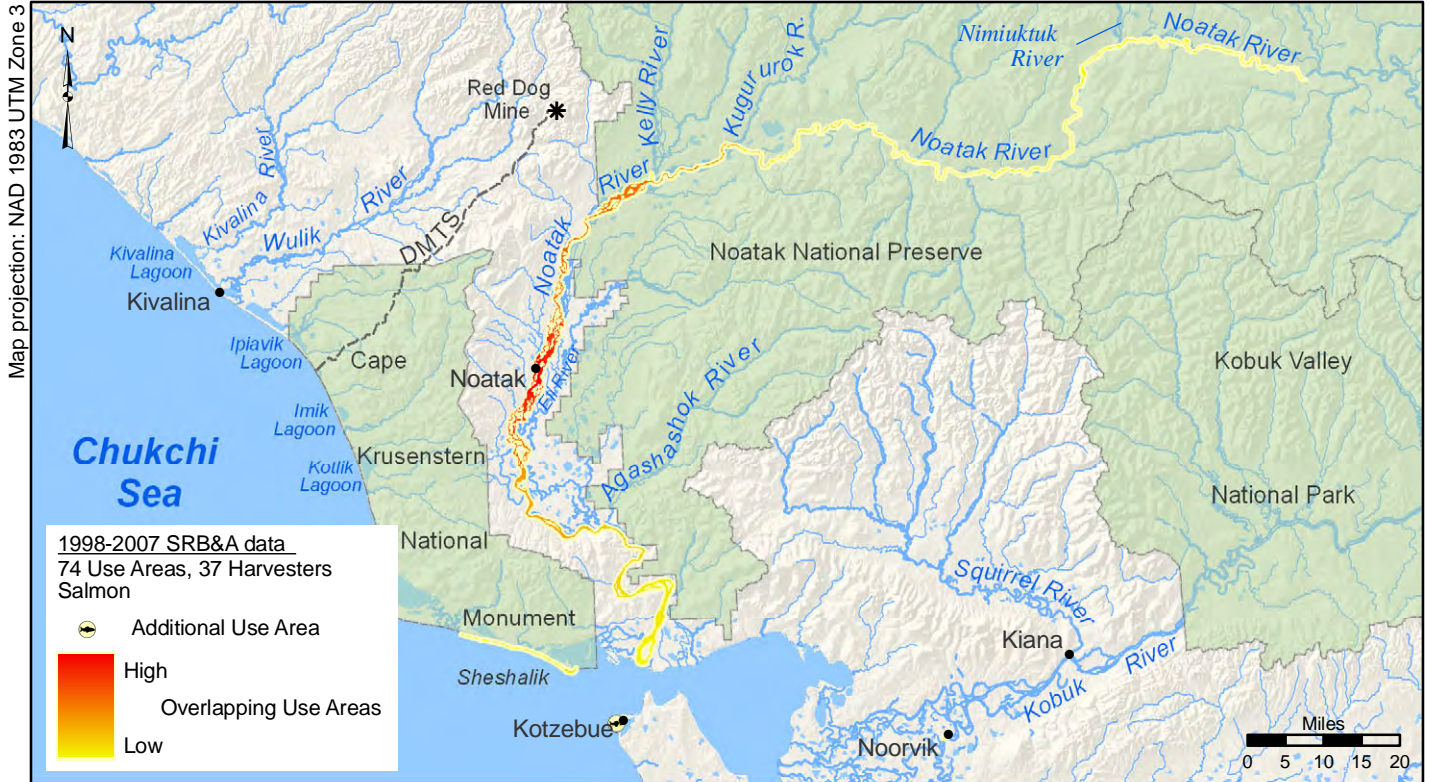 Map projection: NAD 1983 UTM Zone 3
N
Nimiuktuk
River
Noatak River
Red Dog
Mine
Kelly River
Kugururok R.
Kivalina River
Wulik River
DMTS
Noatak River
Noatak River
Kivalina
Lagoon
Kivalina
Noatak National Preserve
Ipiavik
Lagoon
Cape
Kobuk Valley
Noatak
Eli River
Agashashok River
Imik
Lagoon
Krusenstern
Kotlik
Lagoon
Chukchi
Sea
National Park
National
1998-2007 SRB&A data
74 Use Areas, 37 Harvesters
Salmon
Additional Use Area
High
Overlapping Use Areas
Low
Squirrel River
Monument
Kiana
Sheshalik
Kobuk River
Kotzebue
Noorvik
Miles
0 5 10 15 20